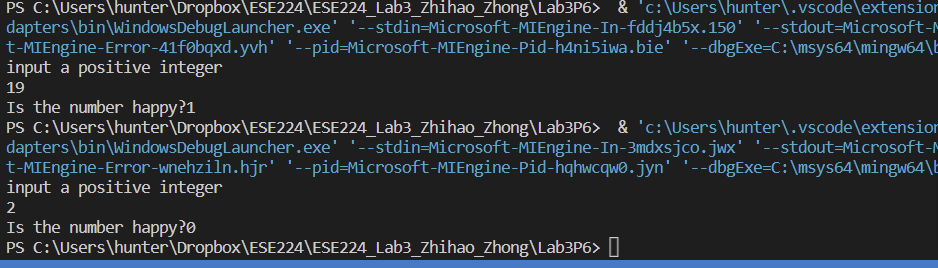 PS C:\Users\hunter\Dropbox\ESE224\ESE224_Lab3_Zhihao_Zhong\Lab3P6>  & 'c:\Users\hunter\.vscode\extension
dapters\bin\WindowsDebugLauncher.exe' '--stdin=Microsoft-MIEngine-In-fddj4b5x.150' '--stdout=Microsoft-M
t-MIEngine-Error-41f0bqxd.yvh' '--pid=Microsoft-MIEngine-Pid-h4ni5iwa.bie' '--dbgExe=C:\msys64\mingw64\b
input a positive integer
19
Is the number happy?1
PS C:\Users\hunter\Dropbox\ESE224\ESE224_Lab3_Zhihao_Zhong\Lab3P6>  & 'c:\Users\hunter\.vscode\extension
dapters\bin\WindowsDebugLauncher.exe' '--stdin=Microsoft-MIEngine-In-3mdxsjco.jwx' '--stdout=Microsoft-M
t-MIEngine-Error-wnehziln.hjr' '--pid=Microsoft-MIEngine-Pid-hqhwcqw0.jyn' '--dbgExe=C:\msys64\mingw64\b
input a positive integer
2
Is the number happy?0
PS C:\Users\hunter\Dropbox\ESE224\ESE224_Lab3_Zhihao_Zhong\Lab3P6>